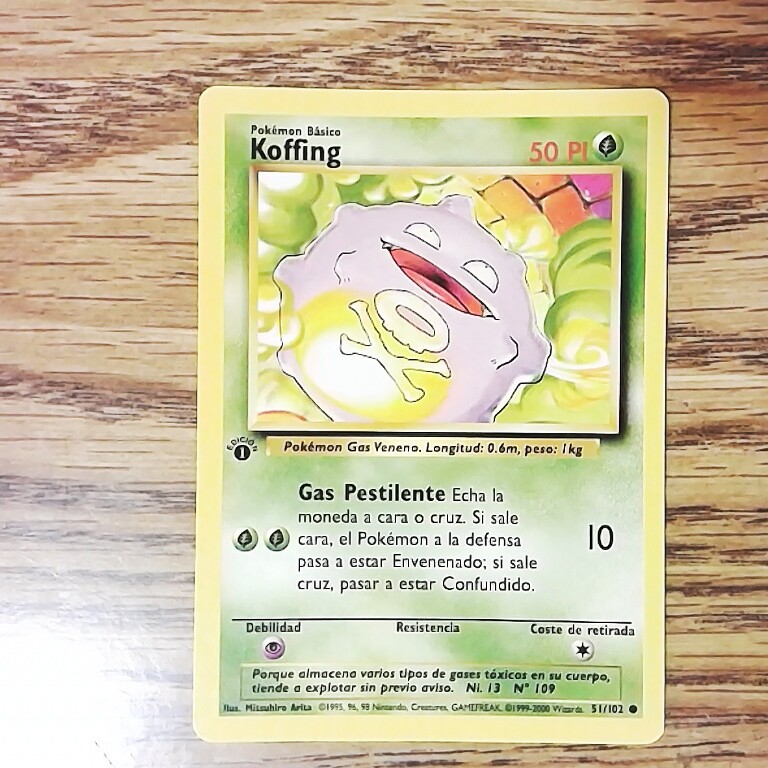 Pokémon Básico
Koffing
50 PI
EDICIÓN
1
Pokémon Gas Veneno. Longitud: 0.6m, peso: 1kg
Gas Pestilente Echa la
moneda a cara o cruz. Si sale
cara, el Pokémon a la defensa
pasa a estar Envenenado; si sale
cruz, pasar a estar Confundido.
10
Debilidad Resistencia Coste de retirada
Porque almacena varios tipos de gases tóxicos en su cuerpo,
tiende a explotar sin previo aviso. Ni. 13 Nº 109
Ilus. Mitsuhiro Arita ©1995, 96, 98 Nintendo, Creatures, GAMEFREAK. ©1999-2000 Wizards. 51/102